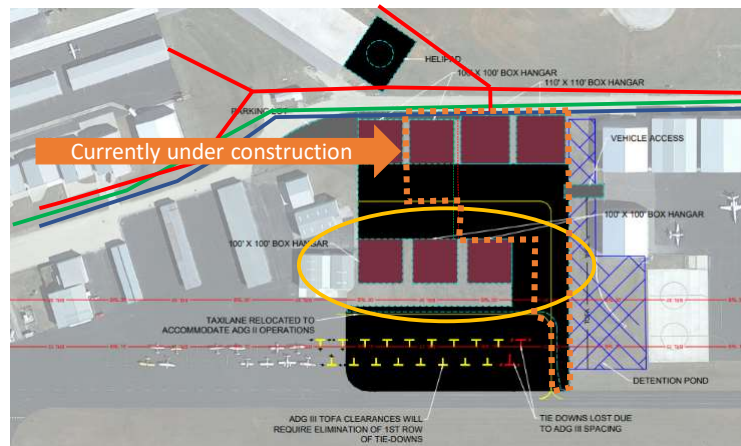 HELIPAD
100' X 100' BOX HANGAR
110' X 110' BOX HANGAR
PARKING LOT
Currently under construction
VEHICLE ACCESS
100' X 100' BOX HANGAR
100' X 100' BOX HANGAR
TAXILANE RELOCATED TO
ACCOMMODATE ADG II OPERATIONS
DETENTION POND
ADG III TOFA CLEARANCES WILL
REQUIRE ELIMINATION OF 1ST ROW
OF TIE-DOWNS
TIE DOWNS LOST DUE
TO ADG III SPACING